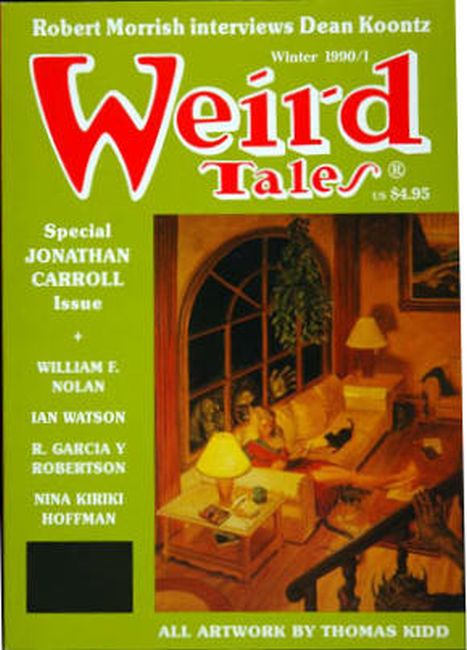 Robert Morrish interviews Dean Koontz
Winter 1990/1
Weird
Tales®
US $4.95
Special
JONATHAN
CARROLL
Issue
+
WILLIAM F.
NOLAN
IAN WATSON
R. GARCIA Y
ROBERTSON
NINA KIRIKI
HOFFMAN
ALL ARTWORK BY THOMAS KIDD